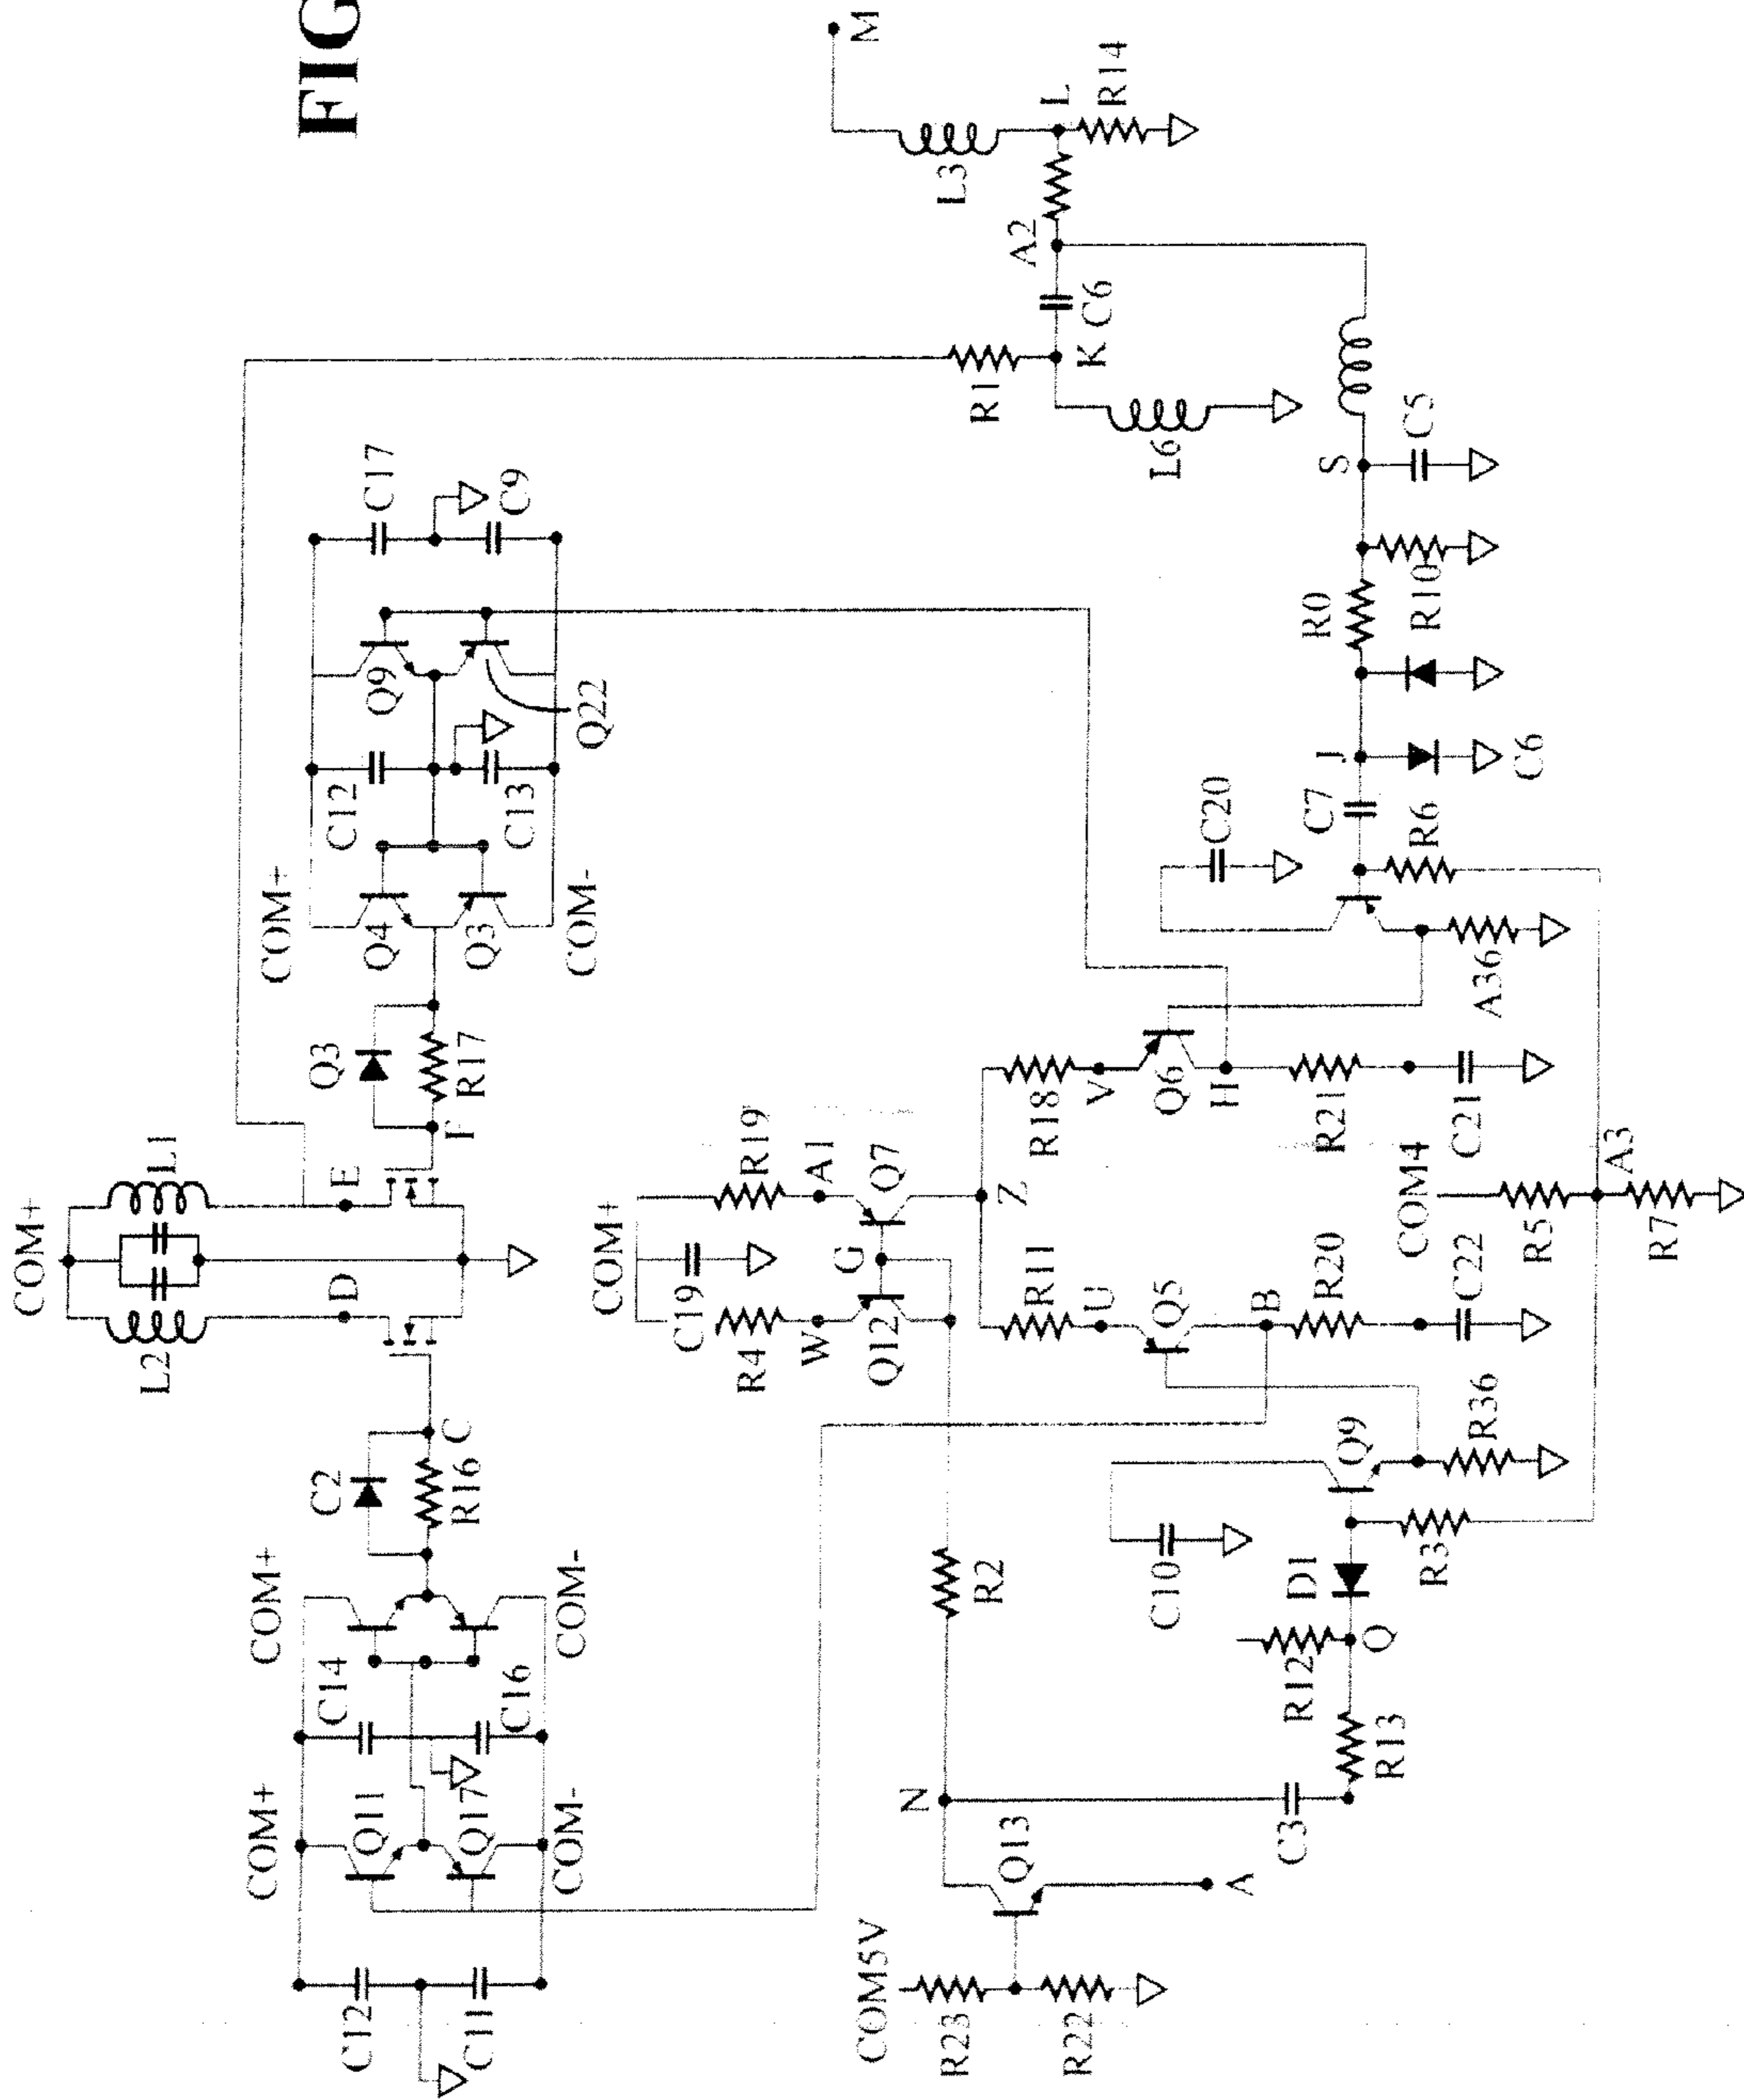 FIG
COM+
L2
L1
D
E
COM+
COM+
C12
C11
Q11
Q17
COM-
C14
C16
COM-
C2
R16
C
F
Q3
R17
COM+
Q4
Q3
COM-
C12
C13
Q9
Q22
C17
C9
COM5V
R23
R22
Q13
A
N
R2
C3
R13
R12
Q
D1
C10
R3
Q9
R36
COM+
C19
R4
R19
W
A1
Q12
G
Q7
Z
R11
R18
U
V
Q5
Q6
B
H
R20
R21
C22
C21
COM4
R5
A3
R7
A36
C20
R6
C7
J
C6
R0
R10
S
C5
R1
K
L6
C6
A2
L3
L
R14
M